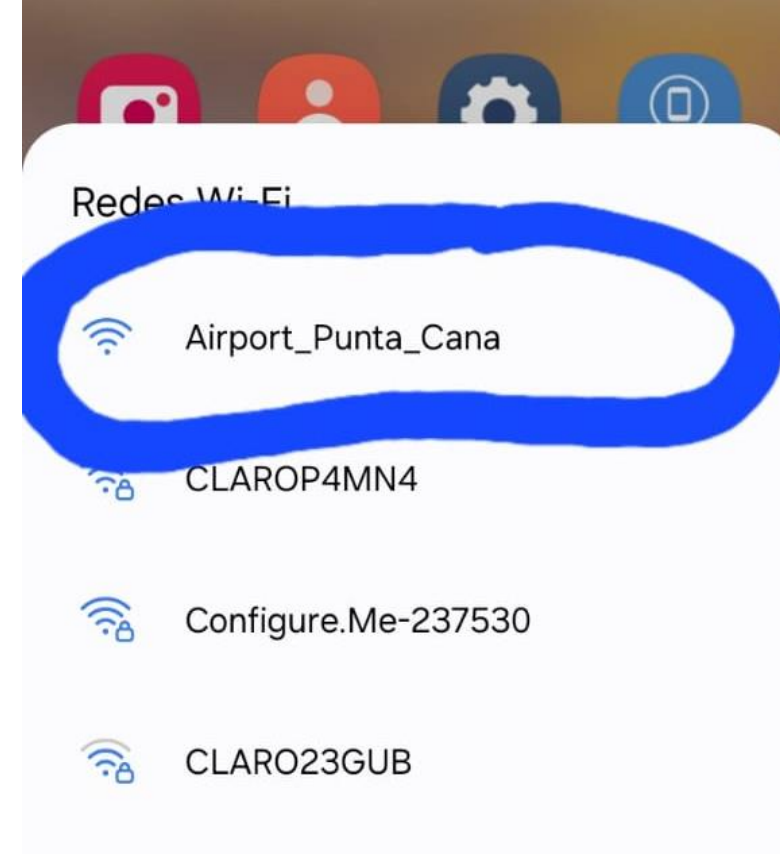 Redes Wi-Fi
Airport_Punta_Cana
CLAROP4MN4
Configure.Me-237530
CLARO23GUB